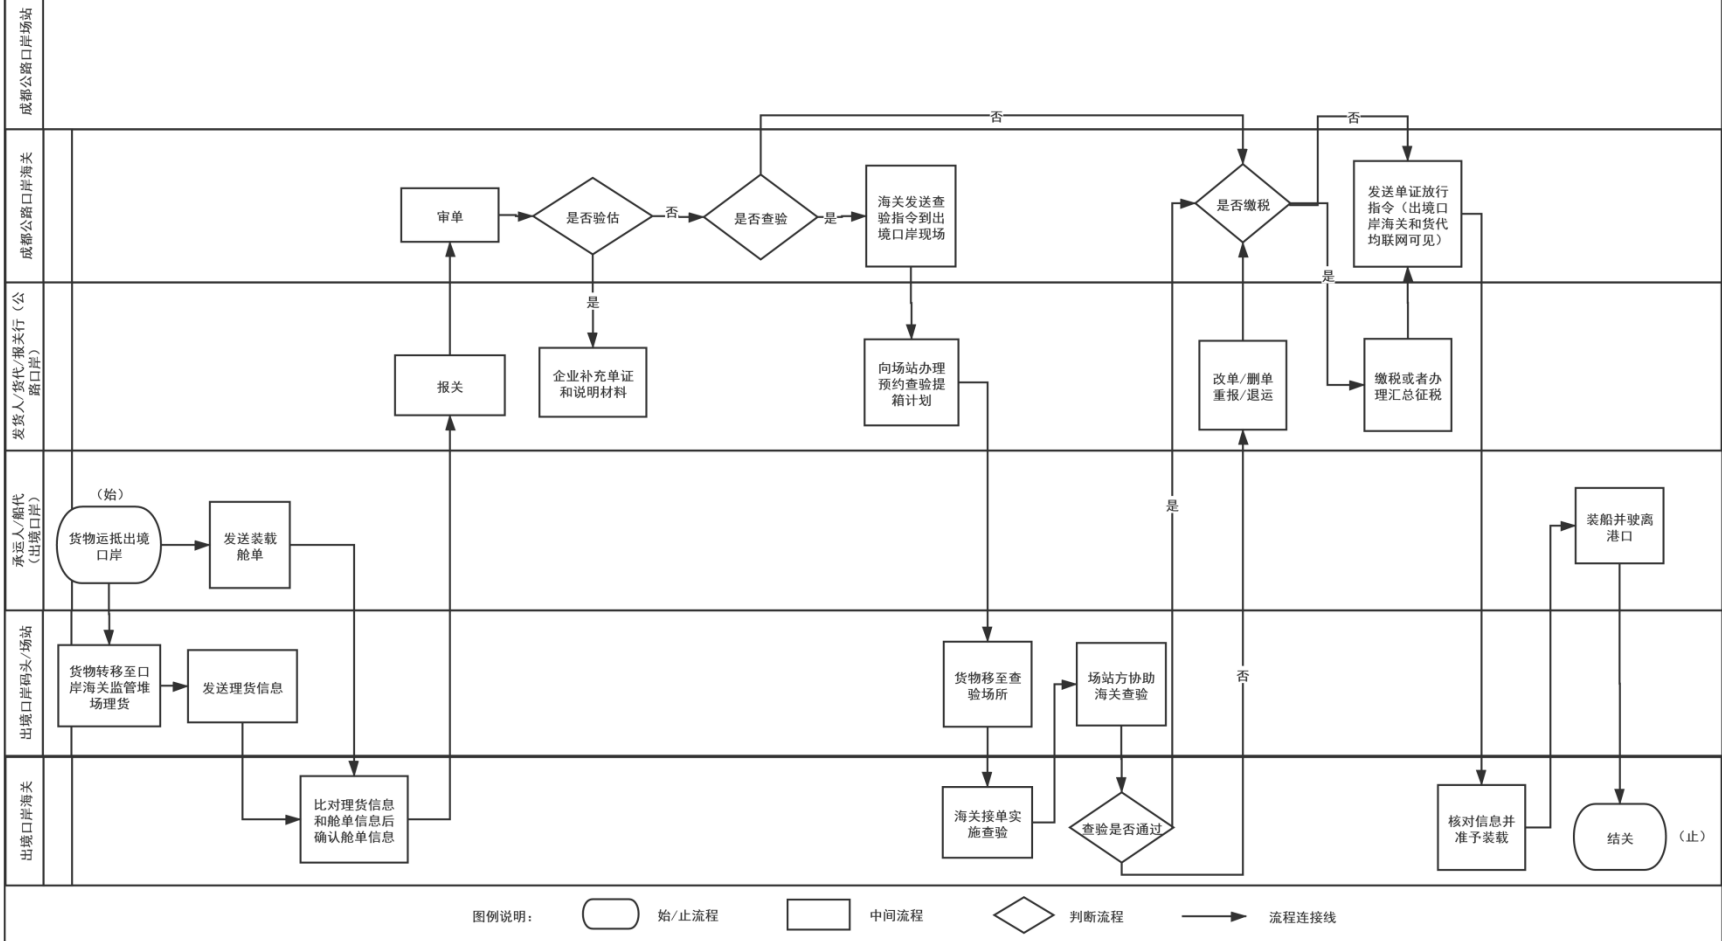 成都公路口岸场站
否
否
成都公路口岸海关
审单
是否验估
否
是否查验
是
海关发送查
验指令到出
境口岸现场
是否缴税
发送单证放行
指令（出境口
岸海关和货代
均联网可见）
是
发货人/货代/报关行（公
路口岸）
报关
是
企业补充单证
和说明材料
向场站办理
预约查验提
箱计划
改单/删单
重报/退运
缴税或者办
理汇总征税
承运人/船代
（出境口岸）
（始）
货物运抵出境
口岸
发送装载
舱单
是
装船并驶离
港口
出境口岸码头/场站
货物转移至口
岸海关监管堆
场理货
发送理货信息
货物移至查
验场所
场站方协助
海关查验
否
出境口岸海关
比对理货信息
和舱单信息后
确认舱单信息
海关接单实
施查验
查验是否通过
核对信息并
准予装载
结关
（止）
图例说明：
始/止流程
中间流程
判断流程
流程连接线